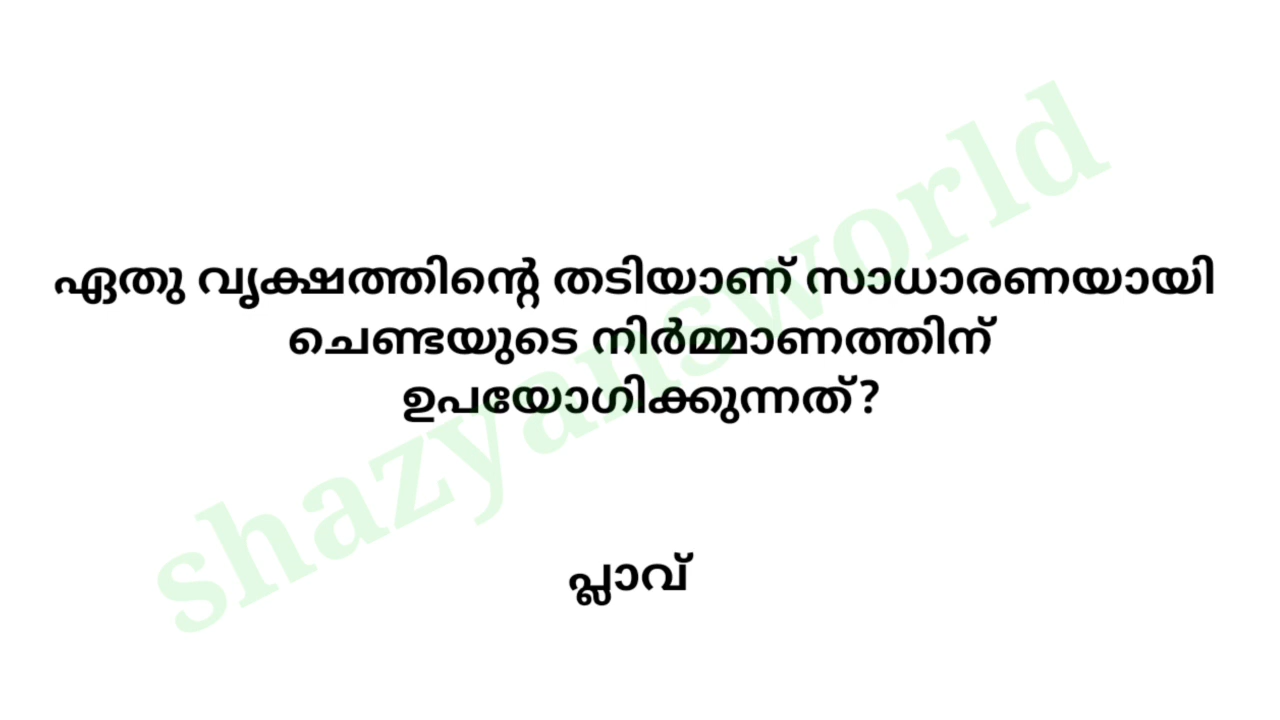 ഏതു വൃക്ഷത്തിന്റെ തടിയാണ് സാധാരണയായി
ചെണ്ടയുടെ നിർമ്മാണത്തിന്
ഉപയോഗിക്കുന്നത്?
പ്ലാവ്
shazyansworld